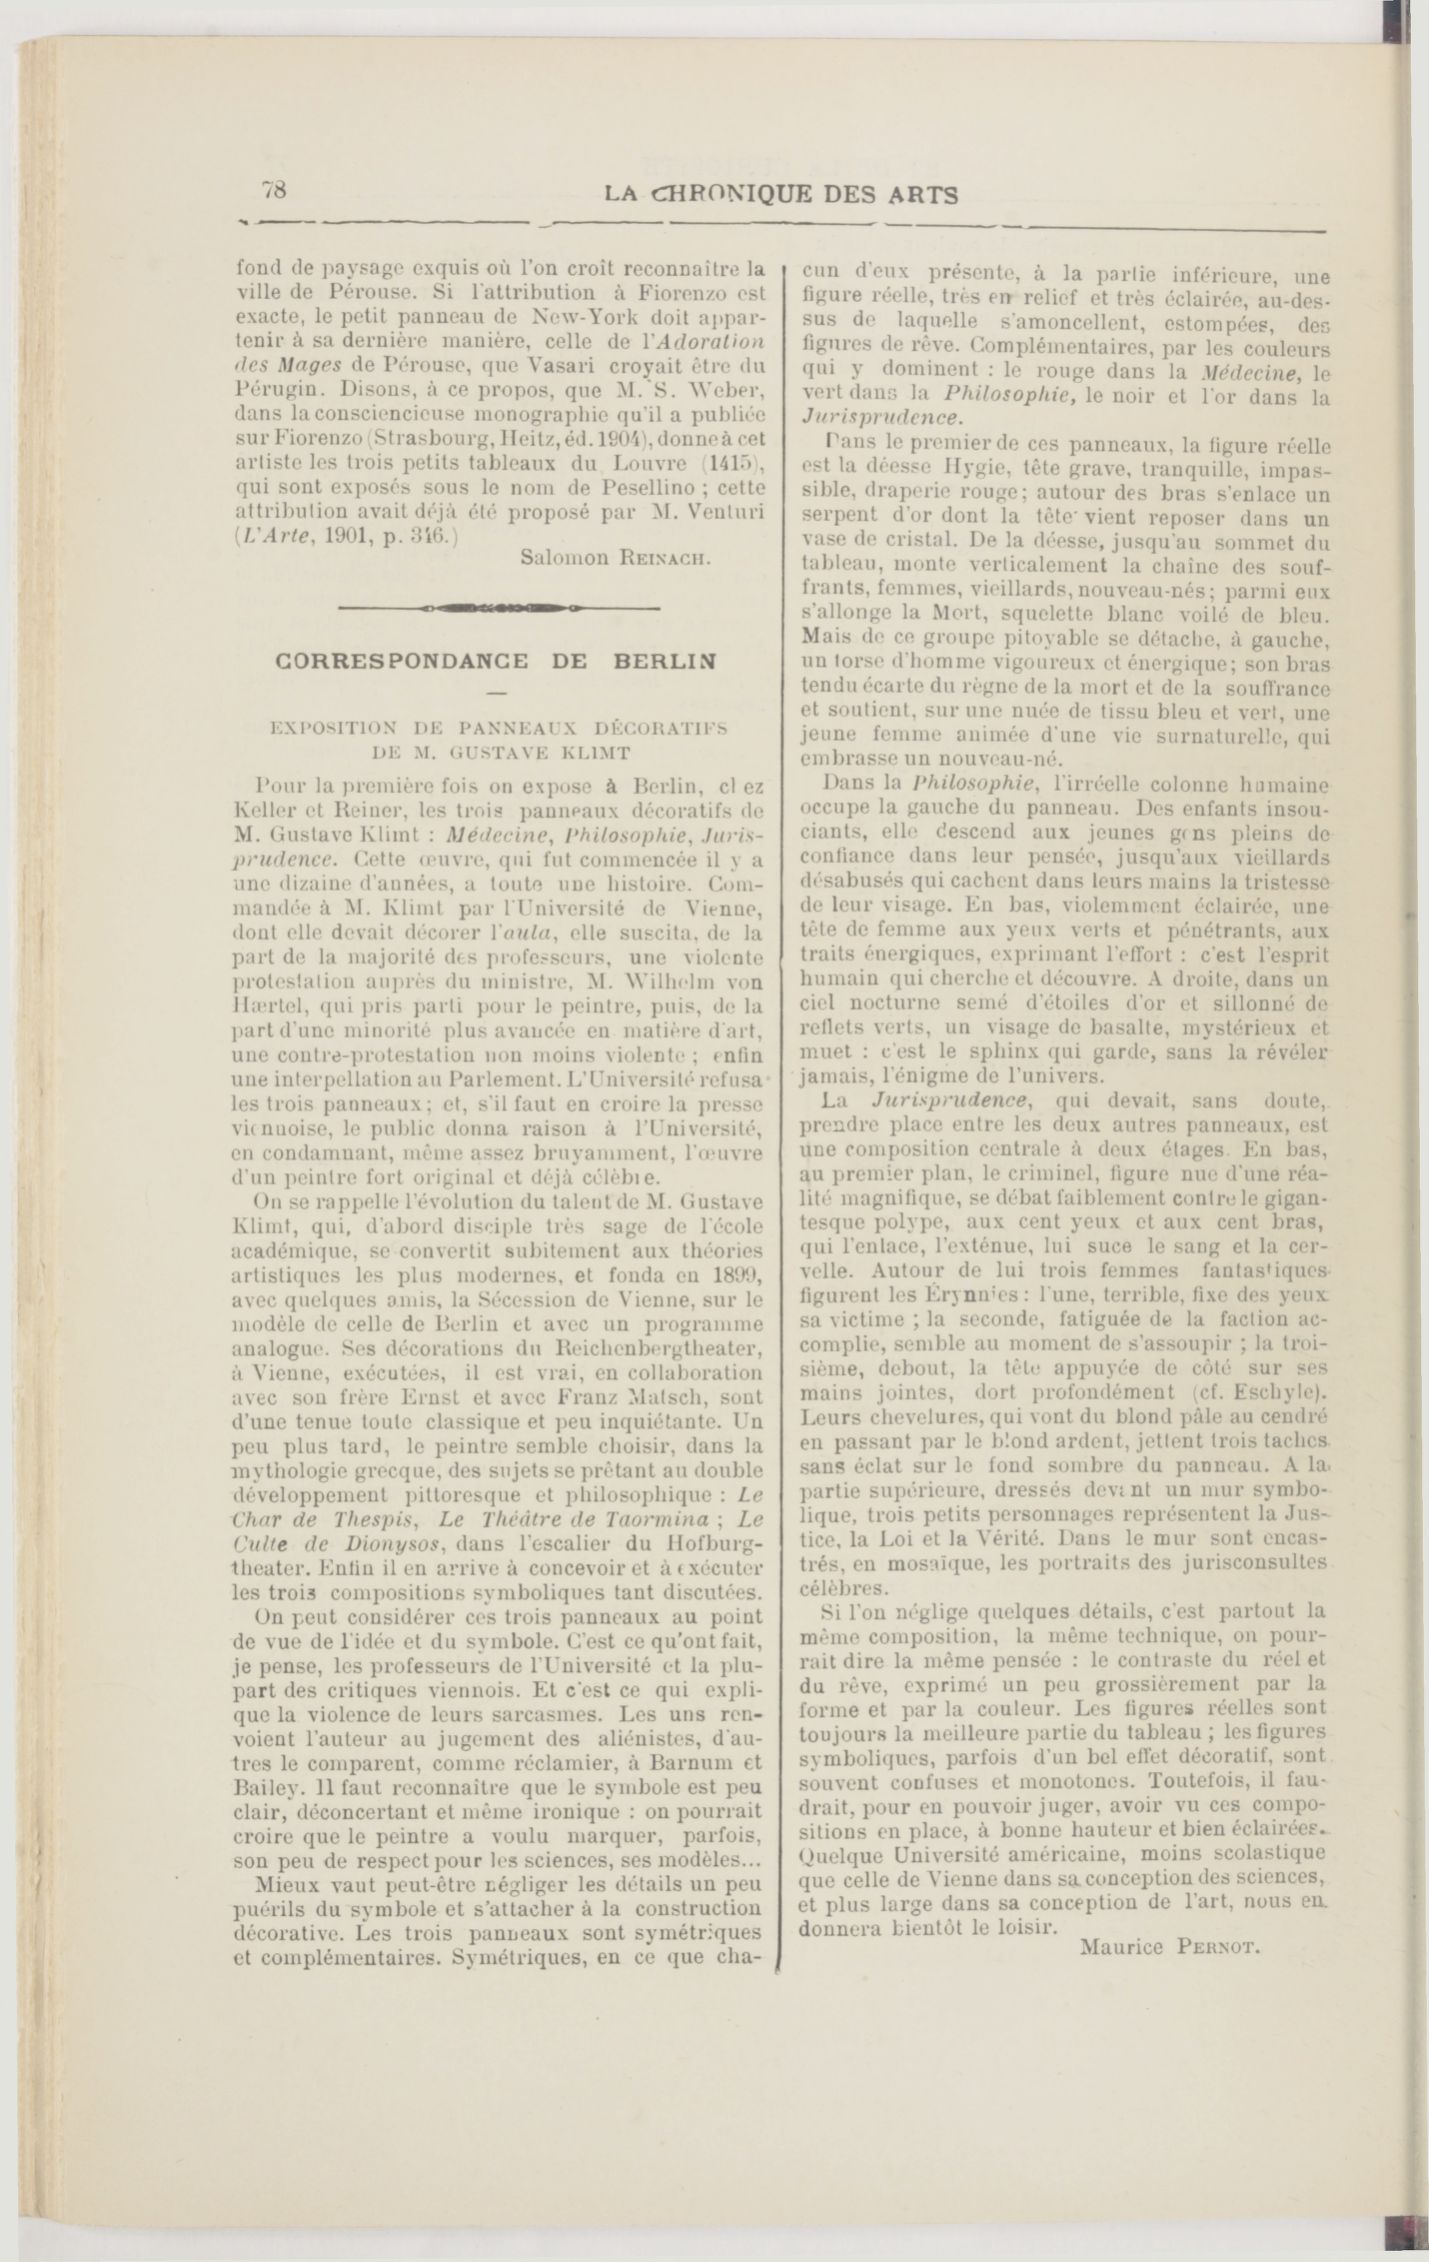 78
LA CHRONIQUE DES ARTS
fond de paysage exquis où l'on croît reconnaître la
ville de Pérouse. Si l'attribution à Fiorenzo est
exacte, le petit panneau de New-York doit appar-
tenir à sa dernière manière, celle de l'Adoration
des Mages de Pérouse, que Vasari croyait être du
Pérugin. Disons, à ce propos, que M. S. Weber,
dans la consciencieuse monographie qu'il a publiée
sur Fiorenzo (Strasbourg, Heitz, éd. 1904), donne à cet
artiste les trois petits tableaux du Louvre (1415),
qui sont exposés sous le nom de Pesellino ; cette
attribution avait déjà été proposé par M. Venturi
(L'Arte, 1901, p. 346.)
Salomon REINACH.
CORRESPONDANCE DE BERLIN
EXPOSITION DE PANNEAUX DÉCORATIFS
DE M. GUSTAVE KLIMT
Pour la première fois on expose à Berlin, chez
Keller et Reiner, les trois panneaux décoratifs de
M. Gustave Klimt : Médecine, Philosophie, Juris-
prudence. Cette œuvre, qui fut commencée il y a
une dizaine d'années, a toute une histoire. Com-
mandée à M. Klimt par l'Université de Vienne,
dont elle devait décorer l'aula, elle suscita, de la
part de la majorité des professeurs, une violente
protestation auprès du ministre, M. Wilhelm von
Hærtel, qui pris parti pour le peintre, puis, de la
part d'une minorité plus avancée en matière d'art,
une contre-protestation non moins violente ; enfin
une interpellation au Parlement. L'Université refusa
les trois panneaux; et, s'il faut en croire la presse
viennoise, le public donna raison à l'Université,
en condamnant, même assez bruyamment, l'œuvre
d'un peintre fort original et déjà célèbre.
On se rappelle l'évolution du talent de M. Gustave
Klimt, qui, d'abord disciple très sage de l'école
académique, se convertit subitement aux théories
artistiques les plus modernes, et fonda en 1899,
avec quelques amis, la Sécession de Vienne, sur le
modèle de celle de Berlin et avec un programme
analogue. Ses décorations du Reichenbergtheater,
à Vienne, exécutées, il est vrai, en collaboration
avec son frère Ernst et avec Franz Matsch, sont
d'une tenue toute classique et peu inquiétante. Un
peu plus tard, le peintre semble choisir, dans la
mythologie grecque, des sujets se prêtant au double
développement pittoresque et philosophique : Le
Char de Thespis, Le Théâtre de Taormina ; Le
Culte de Dionysos, dans l'escalier du Hofburg-
theater. Enfin il en arrive à concevoir et à exécuter
les trois compositions symboliques tant discutées.
On peut considérer ces trois panneaux au point
de vue de l'idée et du symbole. C'est ce qu'ont fait,
je pense, les professeurs de l'Université et la plu-
part des critiques viennois. Et c'est ce qui expli-
que la violence de leurs sarcasmes. Les uns ren-
voient l'auteur au jugement des aliénistes, d'au-
tres le comparent, comme réclamier, à Barnum et
Bailey. Il faut reconnaître que le symbole est peu
clair, déconcertant et même ironique : on pourrait
croire que le peintre a voulu marquer, parfois,
son peu de respect pour les sciences, ses modèles...
Mieux vaut peut-être négliger les détails un peu
puérils du symbole et s'attacher à la construction
décorative. Les trois panneaux sont symétriques
et complémentaires. Symétriques, en ce que cha-
cun d'eux présente, à la partie inférieure, une
figure réelle, très en relief et très éclairée, au-des-
sus de laquelle s'amoncellent, estompées, des
figures de rêve. Complémentaires, par les couleurs
qui y dominent : le rouge dans la Médecine, le
vert dans la Philosophie, le noir et l'or dans la
Jurisprudence.
Dans le premier de ces panneaux, la figure réelle
est la déesse Hygie, tête grave, tranquille, impas-
sible, draperie rouge; autour des bras s'enlace un
serpent d'or dont la tête vient reposer dans un
vase de cristal. De la déesse, jusqu'au sommet du
tableau, monte verticalement la chaîne des souf-
frants, femmes, vieillards, nouveau-nés; parmi eux
s'allonge la Mort, squelette blanc voilé de bleu.
Mais de ce groupe pitoyable se détache, à gauche,
un torse d'homme vigoureux et énergique; son bras
tendu écarte du règne de la mort et de la souffrance
et soutient, sur une nuée de tissu bleu et vert, une
jeune femme animée d'une vie surnaturelle, qui
embrasse un nouveau-né.
Dans la Philosophie, l'irréelle colonne humaine
occupe la gauche du panneau. Des enfants insou-
ciants, elle descend aux jeunes gens pleins de
confiance dans leur pensée, jusqu'aux vieillards
désabusés qui cachent dans leurs mains la tristesse
de leur visage. En bas, violemment éclairée, une
tête de femme aux yeux verts et pénétrants, aux
traits énergiques, exprimant l'effort : c'est l'esprit
humain qui cherche et découvre. A droite, dans un
ciel nocturne semé d'étoiles d'or et sillonné de
reflets verts, un visage de basalte, mystérieux et
muet : c'est le sphinx qui garde, sans la révéler
jamais, l'énigme de l'univers.
La Jurisprudence, qui devait, sans doute,
prendre place entre les deux autres panneaux, est
une composition centrale à deux étages. En bas,
au premier plan, le criminel, figure nue d'une réa-
lité magnifique, se débat faiblement contre le gigan-
tesque polype, aux cent yeux et aux cent bras,
qui l'enlace, l'exténue, lui suce le sang et la cer-
velle. Autour de lui trois femmes fantastiques
figurent les Érynnies : l'une, terrible, fixe des yeux
sa victime ; la seconde, fatiguée de la faction ac-
complie, semble au moment de s'assoupir ; la troi-
sième, debout, la tête appuyée de côté sur ses
mains jointes, dort profondément (cf. Eschyle).
Leurs chevelures, qui vont du blond pâle au cendré
en passant par le blond ardent, jettent trois taches
sans éclat sur le fond sombre du panneau. A la
partie supérieure, dressés devant un mur symbo-
lique, trois petits personnages représentent la Jus-
tice, la Loi et la Vérité. Dans le mur sont encas-
trés, en mosaïque, les portraits des jurisconsultes
célèbres.
Si l'on néglige quelques détails, c'est partout la
même composition, la même technique, on pour-
rait dire la même pensée : le contraste du réel et
du rêve, exprimé un peu grossièrement par la
forme et par la couleur. Les figures réelles sont
toujours la meilleure partie du tableau ; les figures
symboliques, parfois d'un bel effet décoratif, sont
souvent confuses et monotones. Toutefois, il fau-
drait, pour en pouvoir juger, avoir vu ces compo-
sitions en place, à bonne hauteur et bien éclairées.
Quelque Université américaine, moins scolastique
que celle de Vienne dans sa conception des sciences,
et plus large dans sa conception de l'art, nous en
donnera bientôt le loisir.
Maurice PERNOT.